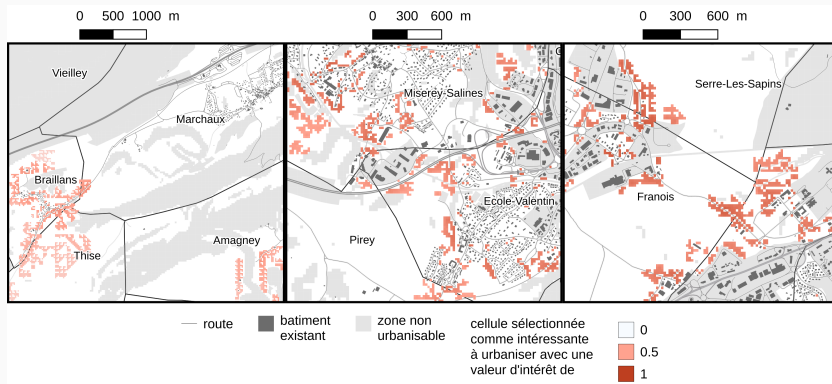 0 500 1000 m
0 300 600 m
0 300 600 m
Vieilley
Marchaux
Braillans
Thise
Amagney
Miserey-Salines
Ecole-Valentin
Pirey
Serre-Les-Sapins
Franois
route
batiment
existant
zone non
urbanisable
cellule sélectionnée
comme intéressante
à urbaniser avec une
valeur d'intérêt de
0
0.5
1